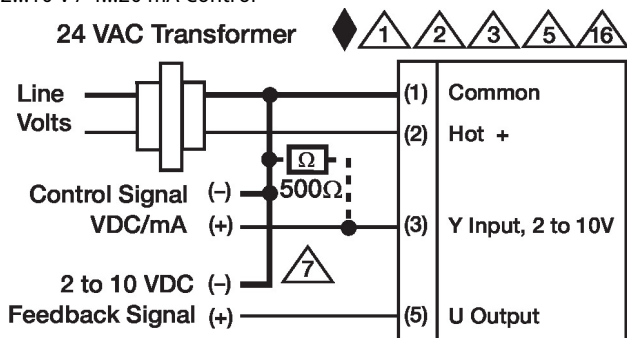 24 VAC Transformer
1 2 3 5 16
Line
Volts
(1) Common
(2) Hot +
Ω
500Ω
Control Signal (–)
VDC/mA (+)
(3) Y Input, 2 to 10V
7
2 to 10 VDC (–)
Feedback Signal (+)
(5) U Output